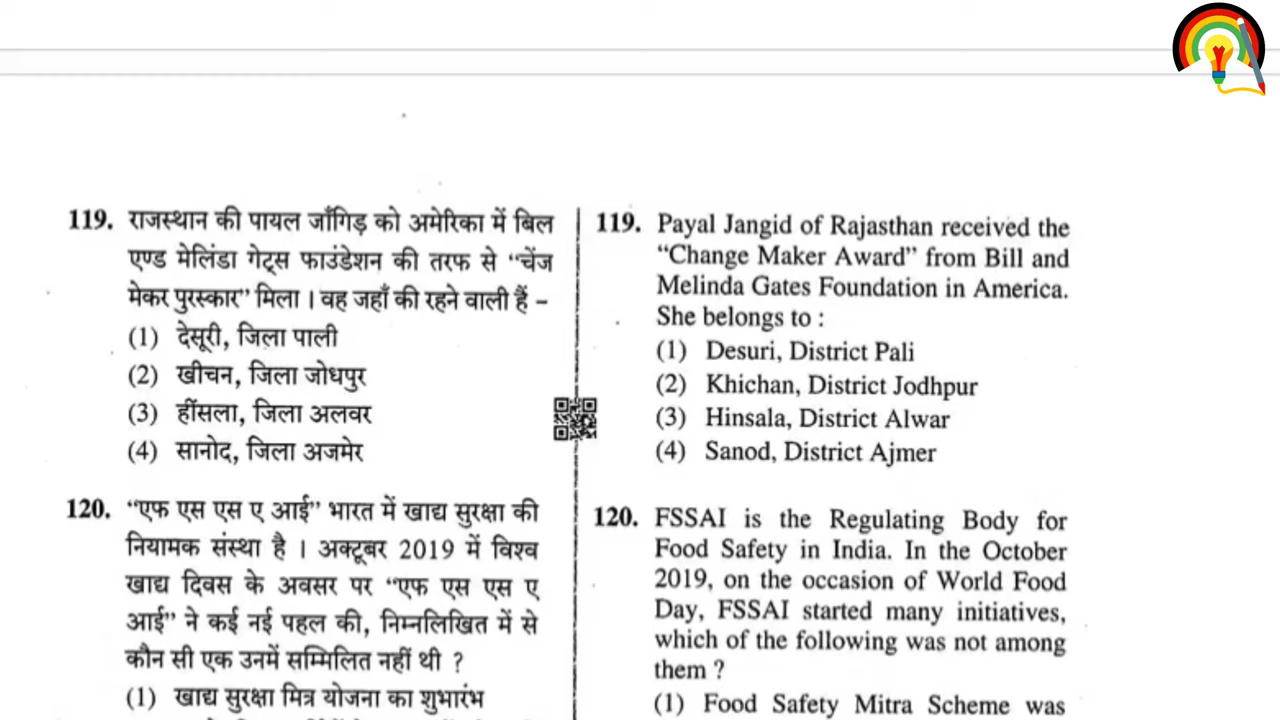 119. राजस्थान की पायल जाँगिड़ को अमेरिका में बिल
एण्ड मेलिंडा गेट्स फाउंडेशन की तरफ से “चेंज
मेकर पुरस्कार” मिला । वह जहाँ की रहने वाली हैं –
(1) देसूरी, जिला पाली
(2) खीचन, जिला जोधपुर
(3) हींसला, जिला अलवर
(4) सानोद, जिला अजमेर
120. “एफ एस एस ए आई” भारत में खाद्य सुरक्षा की
नियामक संस्था है । अक्टूबर 2019 में विश्व
खाद्य दिवस के अवसर पर “एफ एस एस ए
आई” ने कई नई पहल की, निम्नलिखित में से
कौन सी एक उनमें सम्मिलित नहीं थी ?
(1) खाद्य सुरक्षा मित्र योजना का शुभारंभ
119. Payal Jangid of Rajasthan received the
“Change Maker Award” from Bill and
Melinda Gates Foundation in America.
She belongs to :
(1) Desuri, District Pali
(2) Khichan, District Jodhpur
(3) Hinsala, District Alwar
(4) Sanod, District Ajmer
120. FSSAI is the Regulating Body for
Food Safety in India. In the October
2019, on the occasion of World Food
Day, FSSAI started many initiatives,
which of the following was not among
them ?
(1) Food Safety Mitra Scheme was